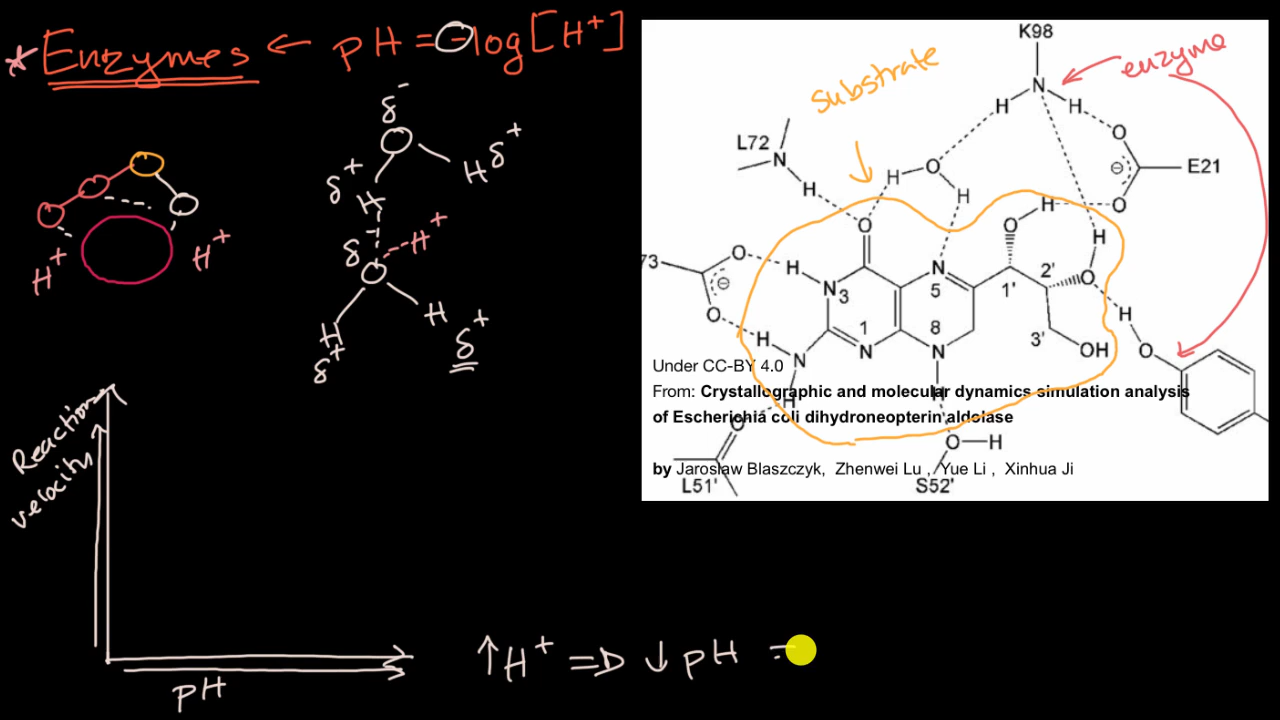 * Enzymes ← pH = -log[H+]
δ-
δ+
H δ+
H
δ-
H+
H+
H+
H
δ+
H
δ+
Reaction
velocity
pH
↑H+ => ↓ pH =
substrate
enzyme
K98
N
H H
L72
N
H
O
H
H
O
⊖
O
E21
73
O
⊖
O
H
O
O
H
H
N 3
N
5
1'
2'
O
H
3'
OH
H
O
H
N
1
N
8
N
H
H
O
L51'
O H
S52'
Under CC-BY 4.0
From: Crystallographic and molecular dynamics simulation analysis
of Escherichia coli dihydroneopterin aldolase
by Jaroslaw Blaszczyk, Zhenwei Lu , Yue Li , Xinhua Ji